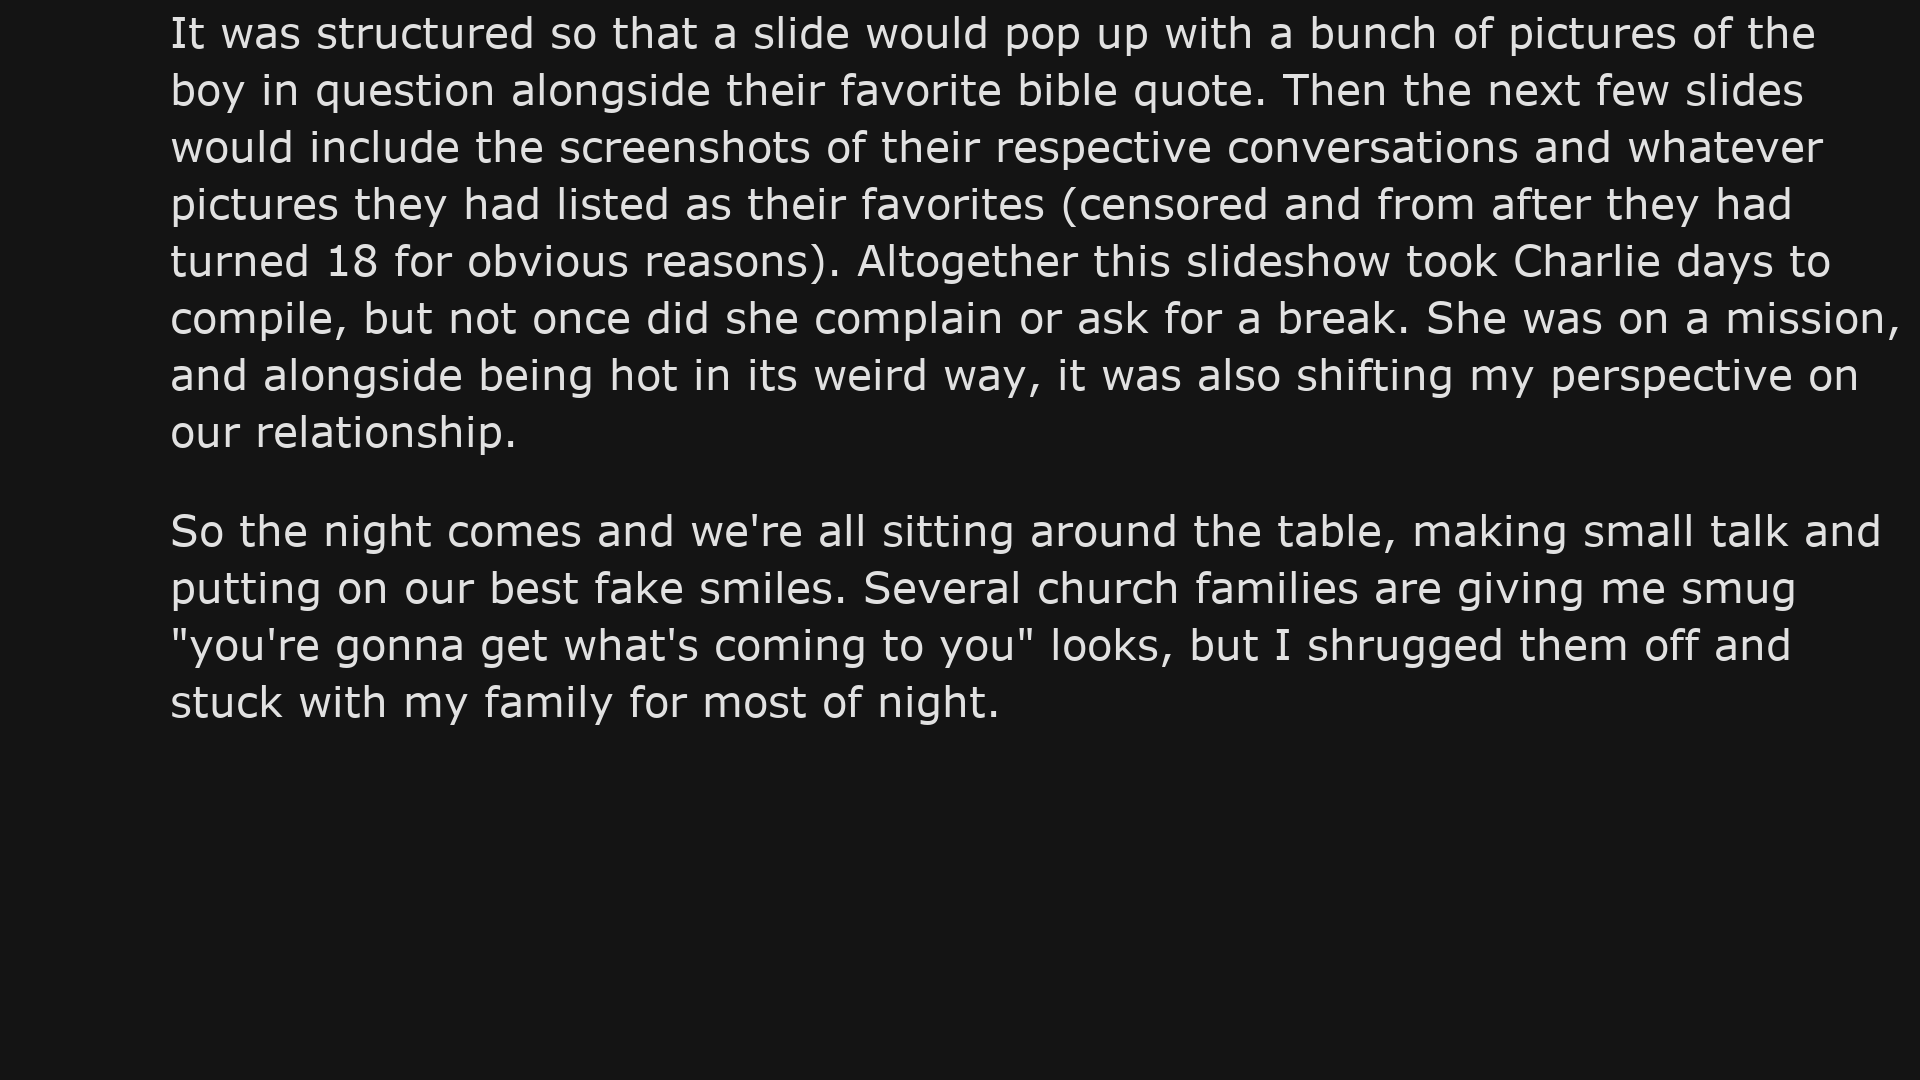 It was structured so that a slide would pop up with a bunch of pictures of the
boy in question alongside their favorite bible quote. Then the next few slides
would include the screenshots of their respective conversations and whatever
pictures they had listed as their favorites (censored and from after they had
turned 18 for obvious reasons). Altogether this slideshow took Charlie days to
compile, but not once did she complain or ask for a break. She was on a mission,
and alongside being hot in its weird way, it was also shifting my perspective on
our relationship.
So the night comes and we're all sitting around the table, making small talk and
putting on our best fake smiles. Several church families are giving me smug
"you're gonna get what's coming to you" looks, but I shrugged them off and
stuck with my family for most of night.